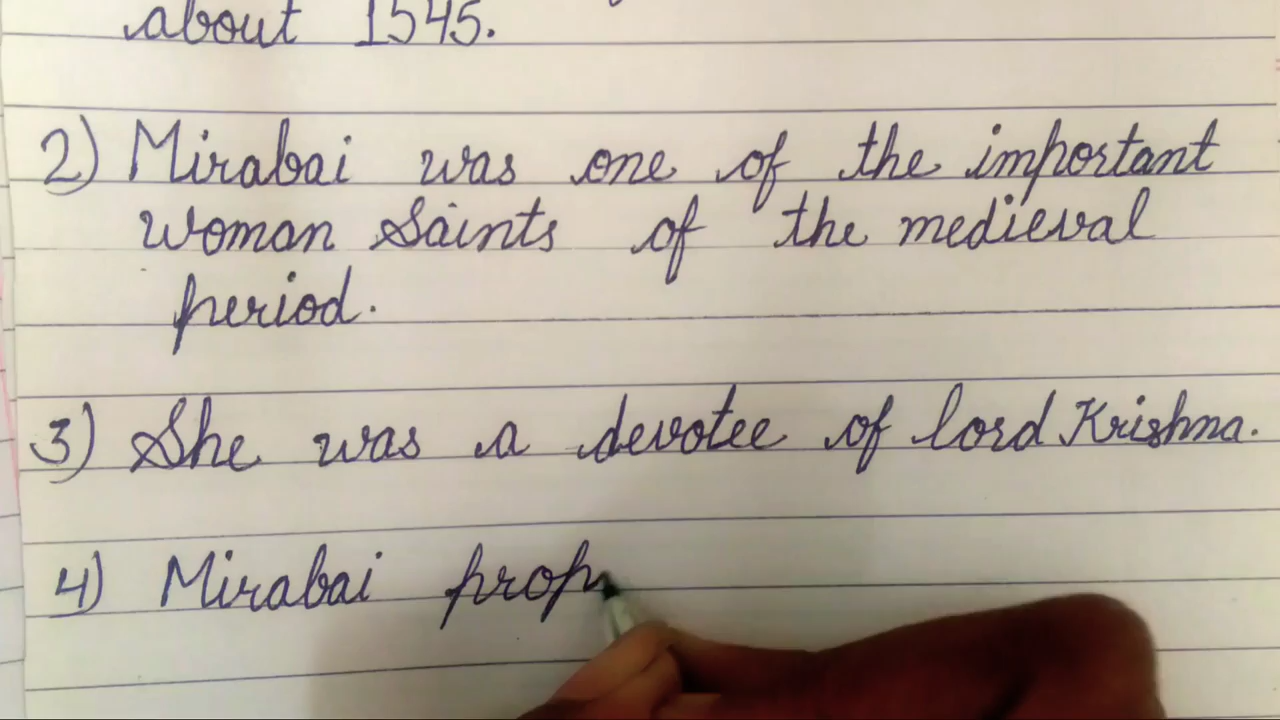 about 1545.
2) Mirabai was one of the important
woman Saints of the medieval
period.
3) She was a devotee of lord Krishna.
4) Mirabai prop